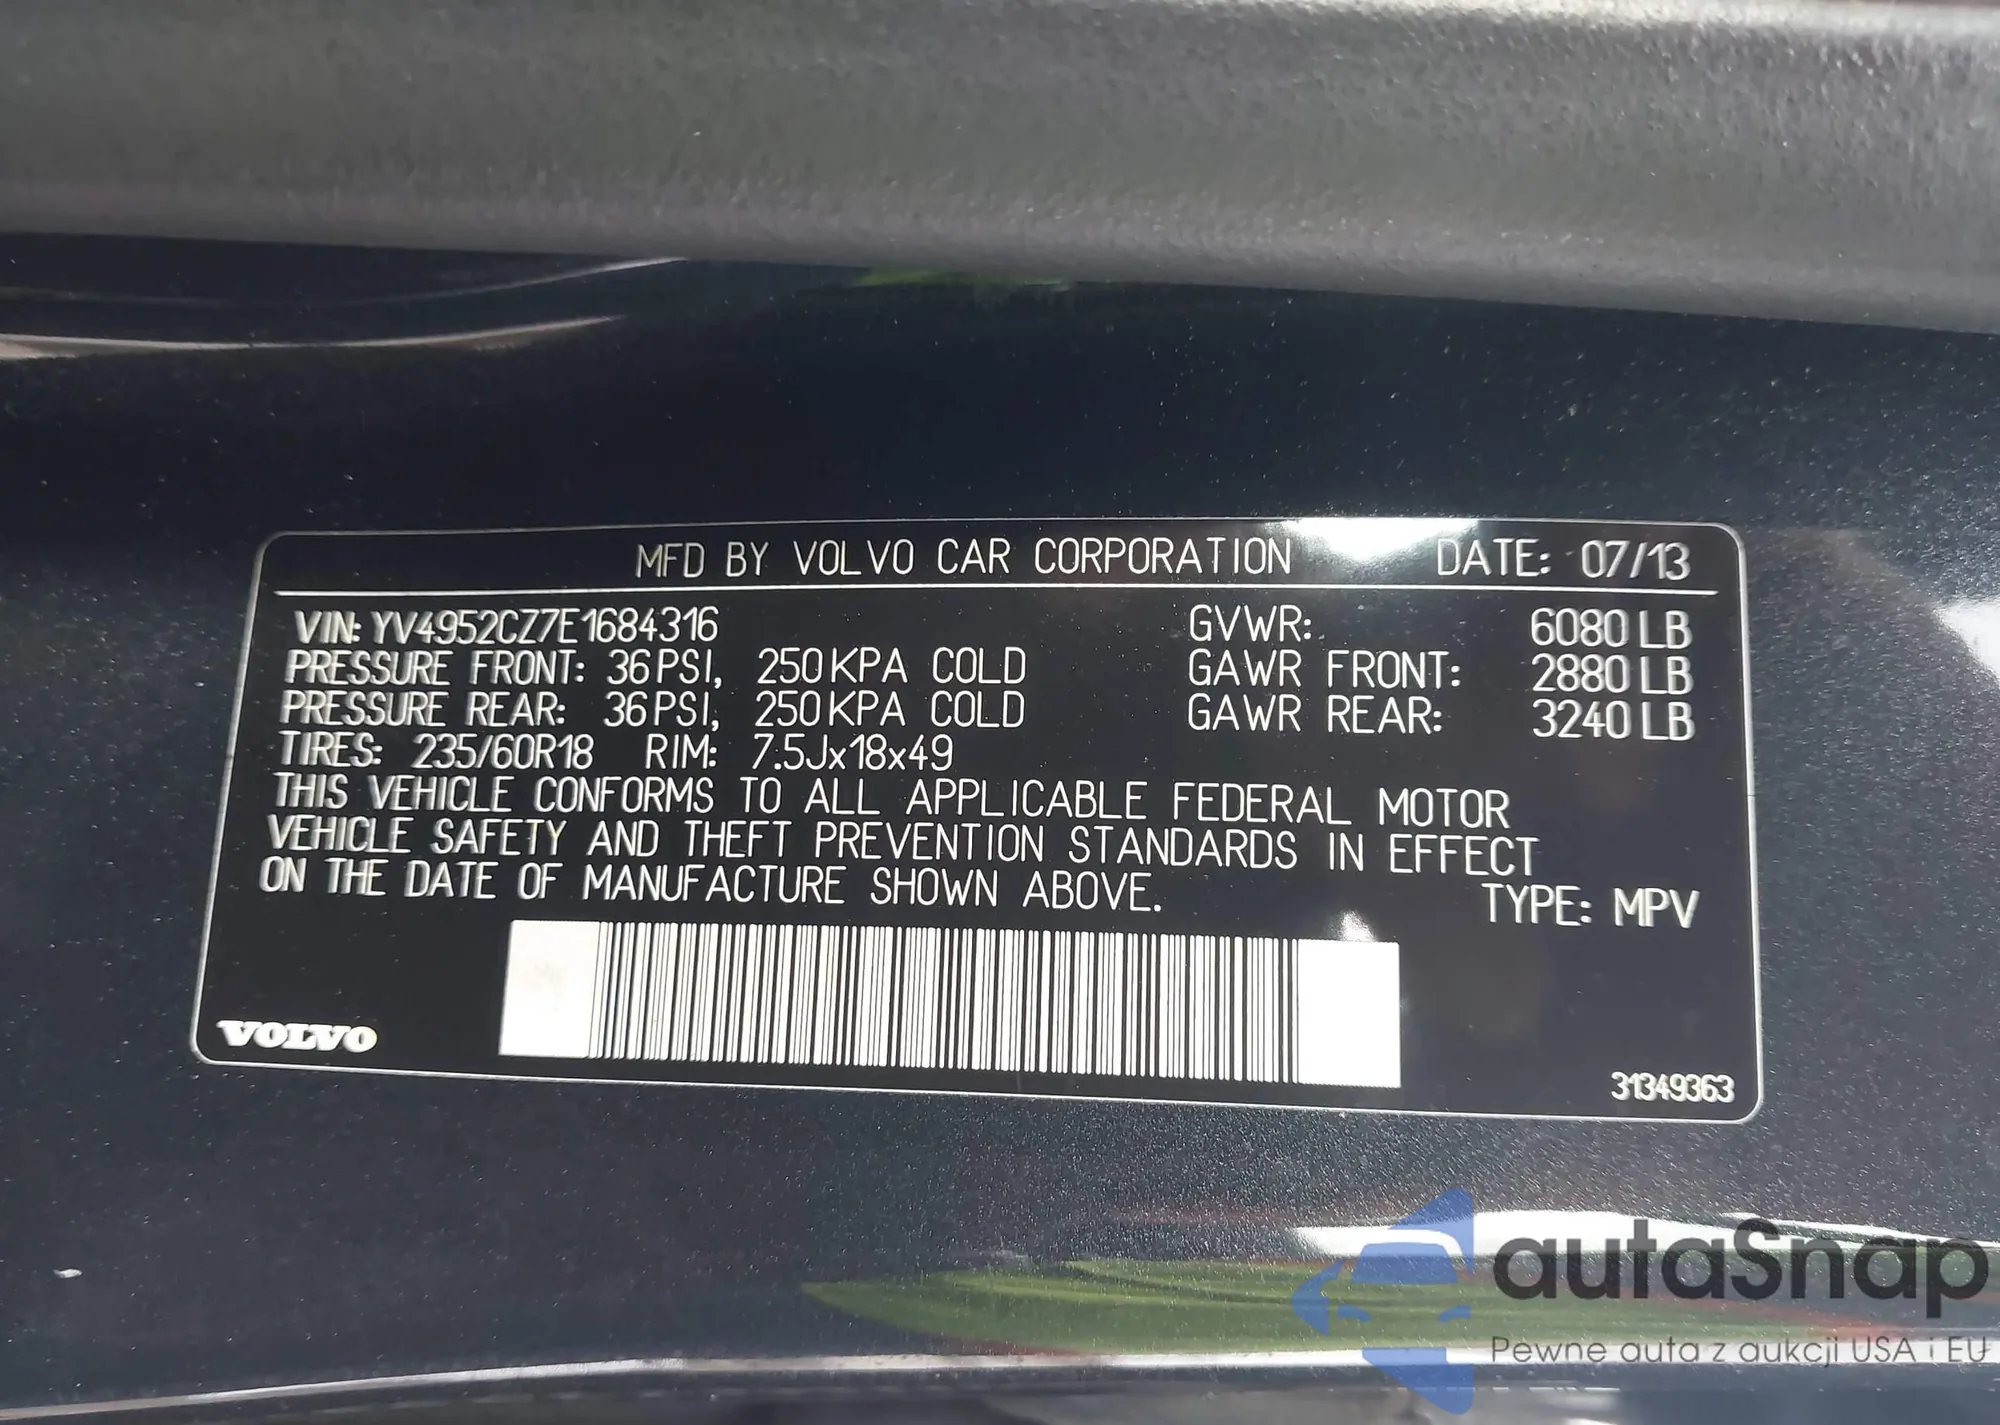 MFD BY VOLVO CAR CORPORATION DATE: 07/13
VIN: YV4952CZ7E1684316 GVWR: 6080 LB
PRESSURE FRONT: 36 PSI, 250 KPA COLD GAWR FRONT: 2880 LB
PRESSURE REAR: 36 PSI, 250 KPA COLD GAWR REAR: 3240 LB
TIRES: 235/60R18 RIM: 7.5Jx18x49
THIS VEHICLE CONFORMS TO ALL APPLICABLE FEDERAL MOTOR
VEHICLE SAFETY AND THEFT PREVENTION STANDARDS IN EFFECT
ON THE DATE OF MANUFACTURE SHOWN ABOVE. TYPE: MPV
VOLVO
31349363
autaSnap
Pewne auta z aukcji USA i EU